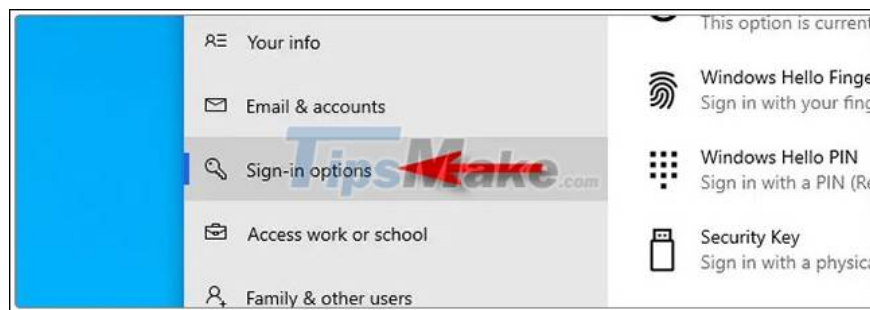 Your info
Email & accounts
Sign-in options
Access work or school
Family & other users
TipsMake.com
This option is current
Windows Hello Finge
Sign in with your fing
Windows Hello PIN
Sign in with a PIN (Re
Security Key
Sign in with a physica